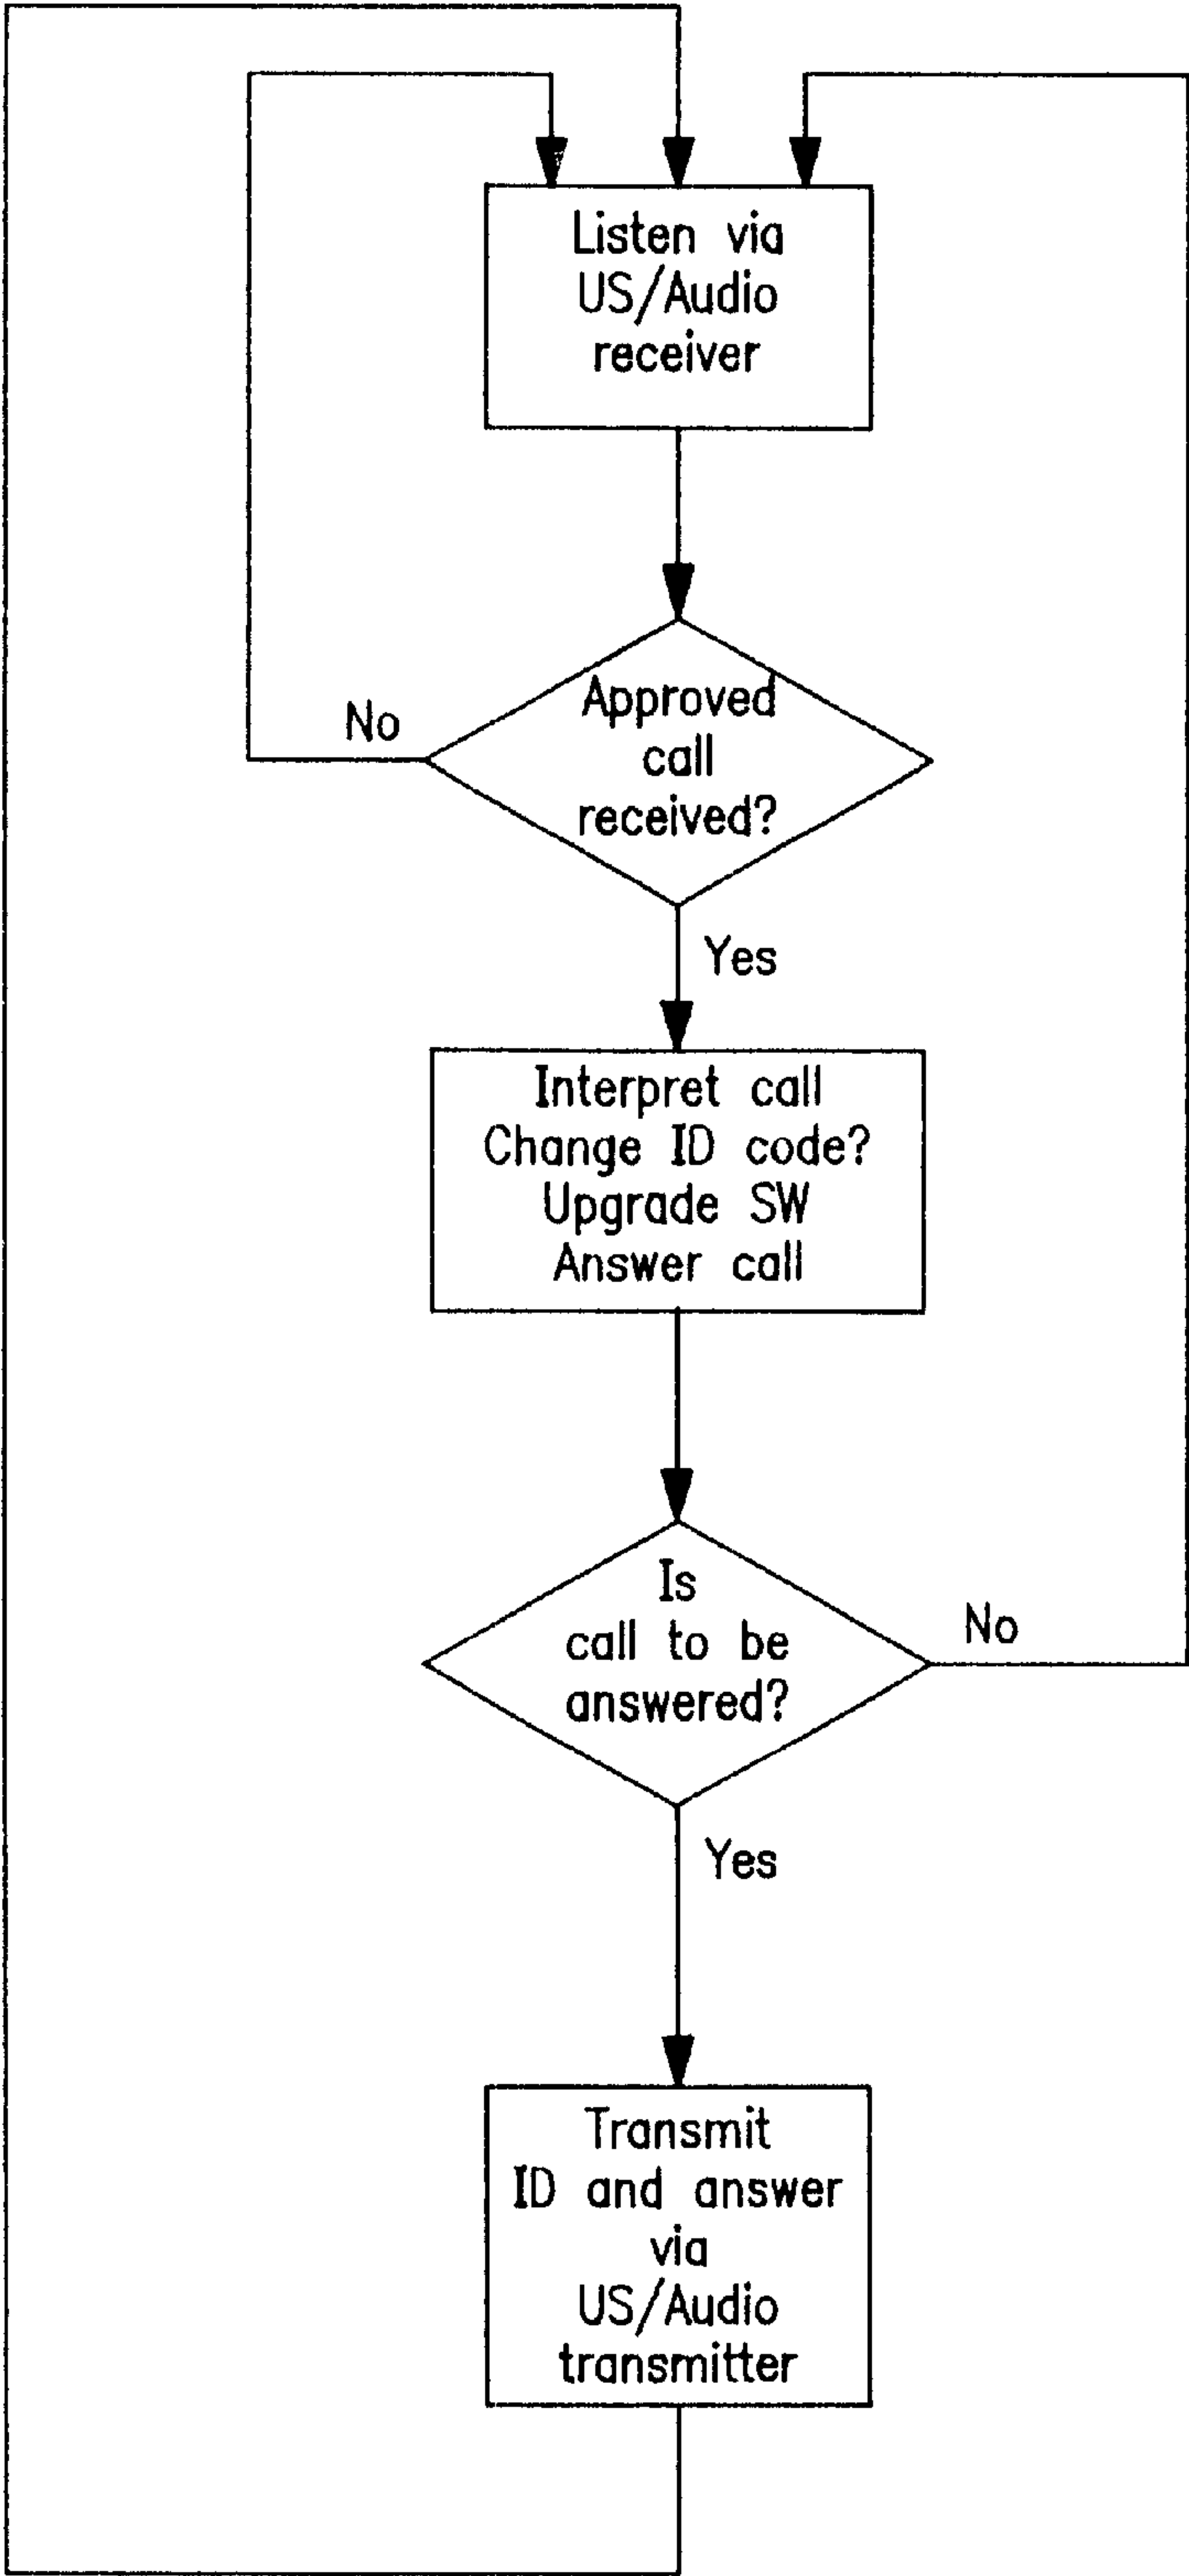 Listen via
US/Audio
receiver
Approved
call
received?
No
Yes
Interpret call
Change ID code?
Upgrade SW
Answer call
Is
call to be
answered?
No
Yes
Transmit
ID and answer
via
US/Audio
transmitter